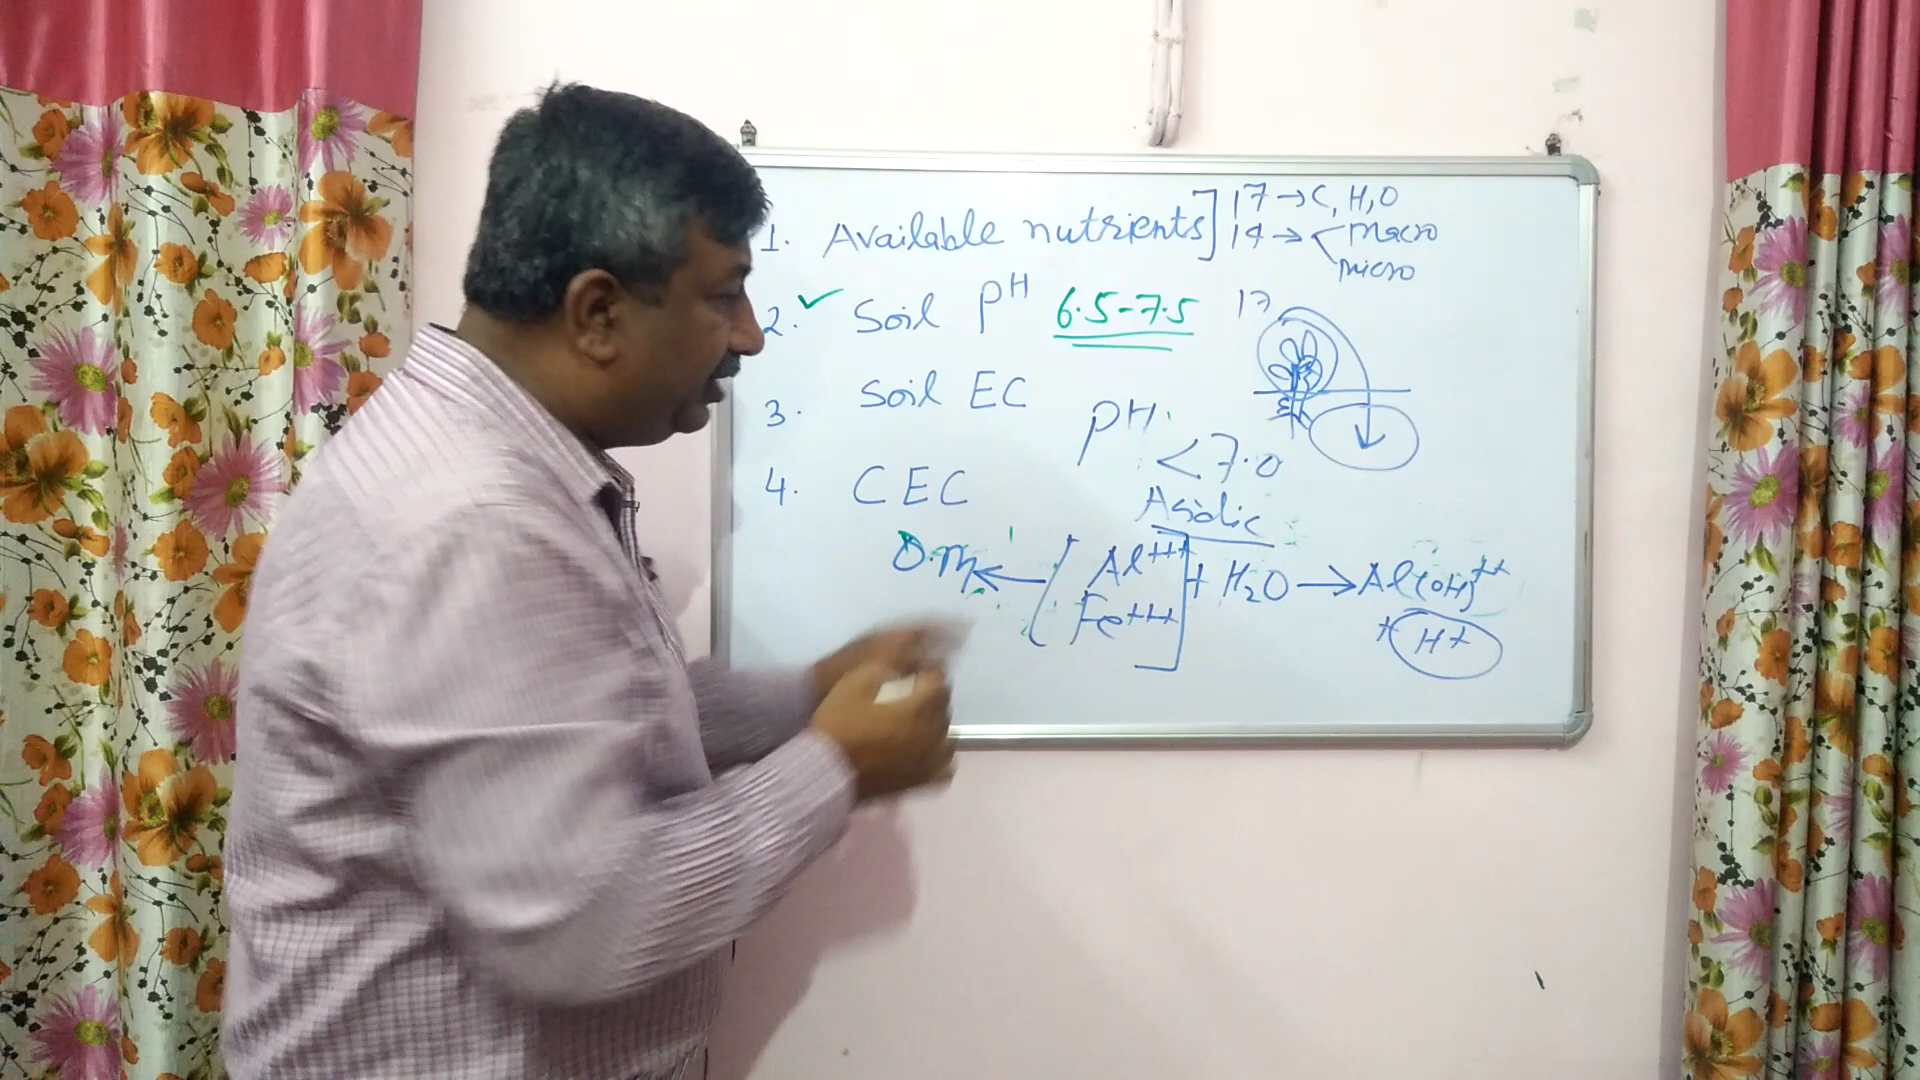 1. Available nutrients] 17 → C, H, O
14 → < Macro
micro
2. ✓ Soil PH 6.5-7.5 17
3. Soil EC PH
< 7.0
4. CEC
Asidic
O.M ← [Al+++ Fe+++] + H2O → Al(OH)++
+ H+